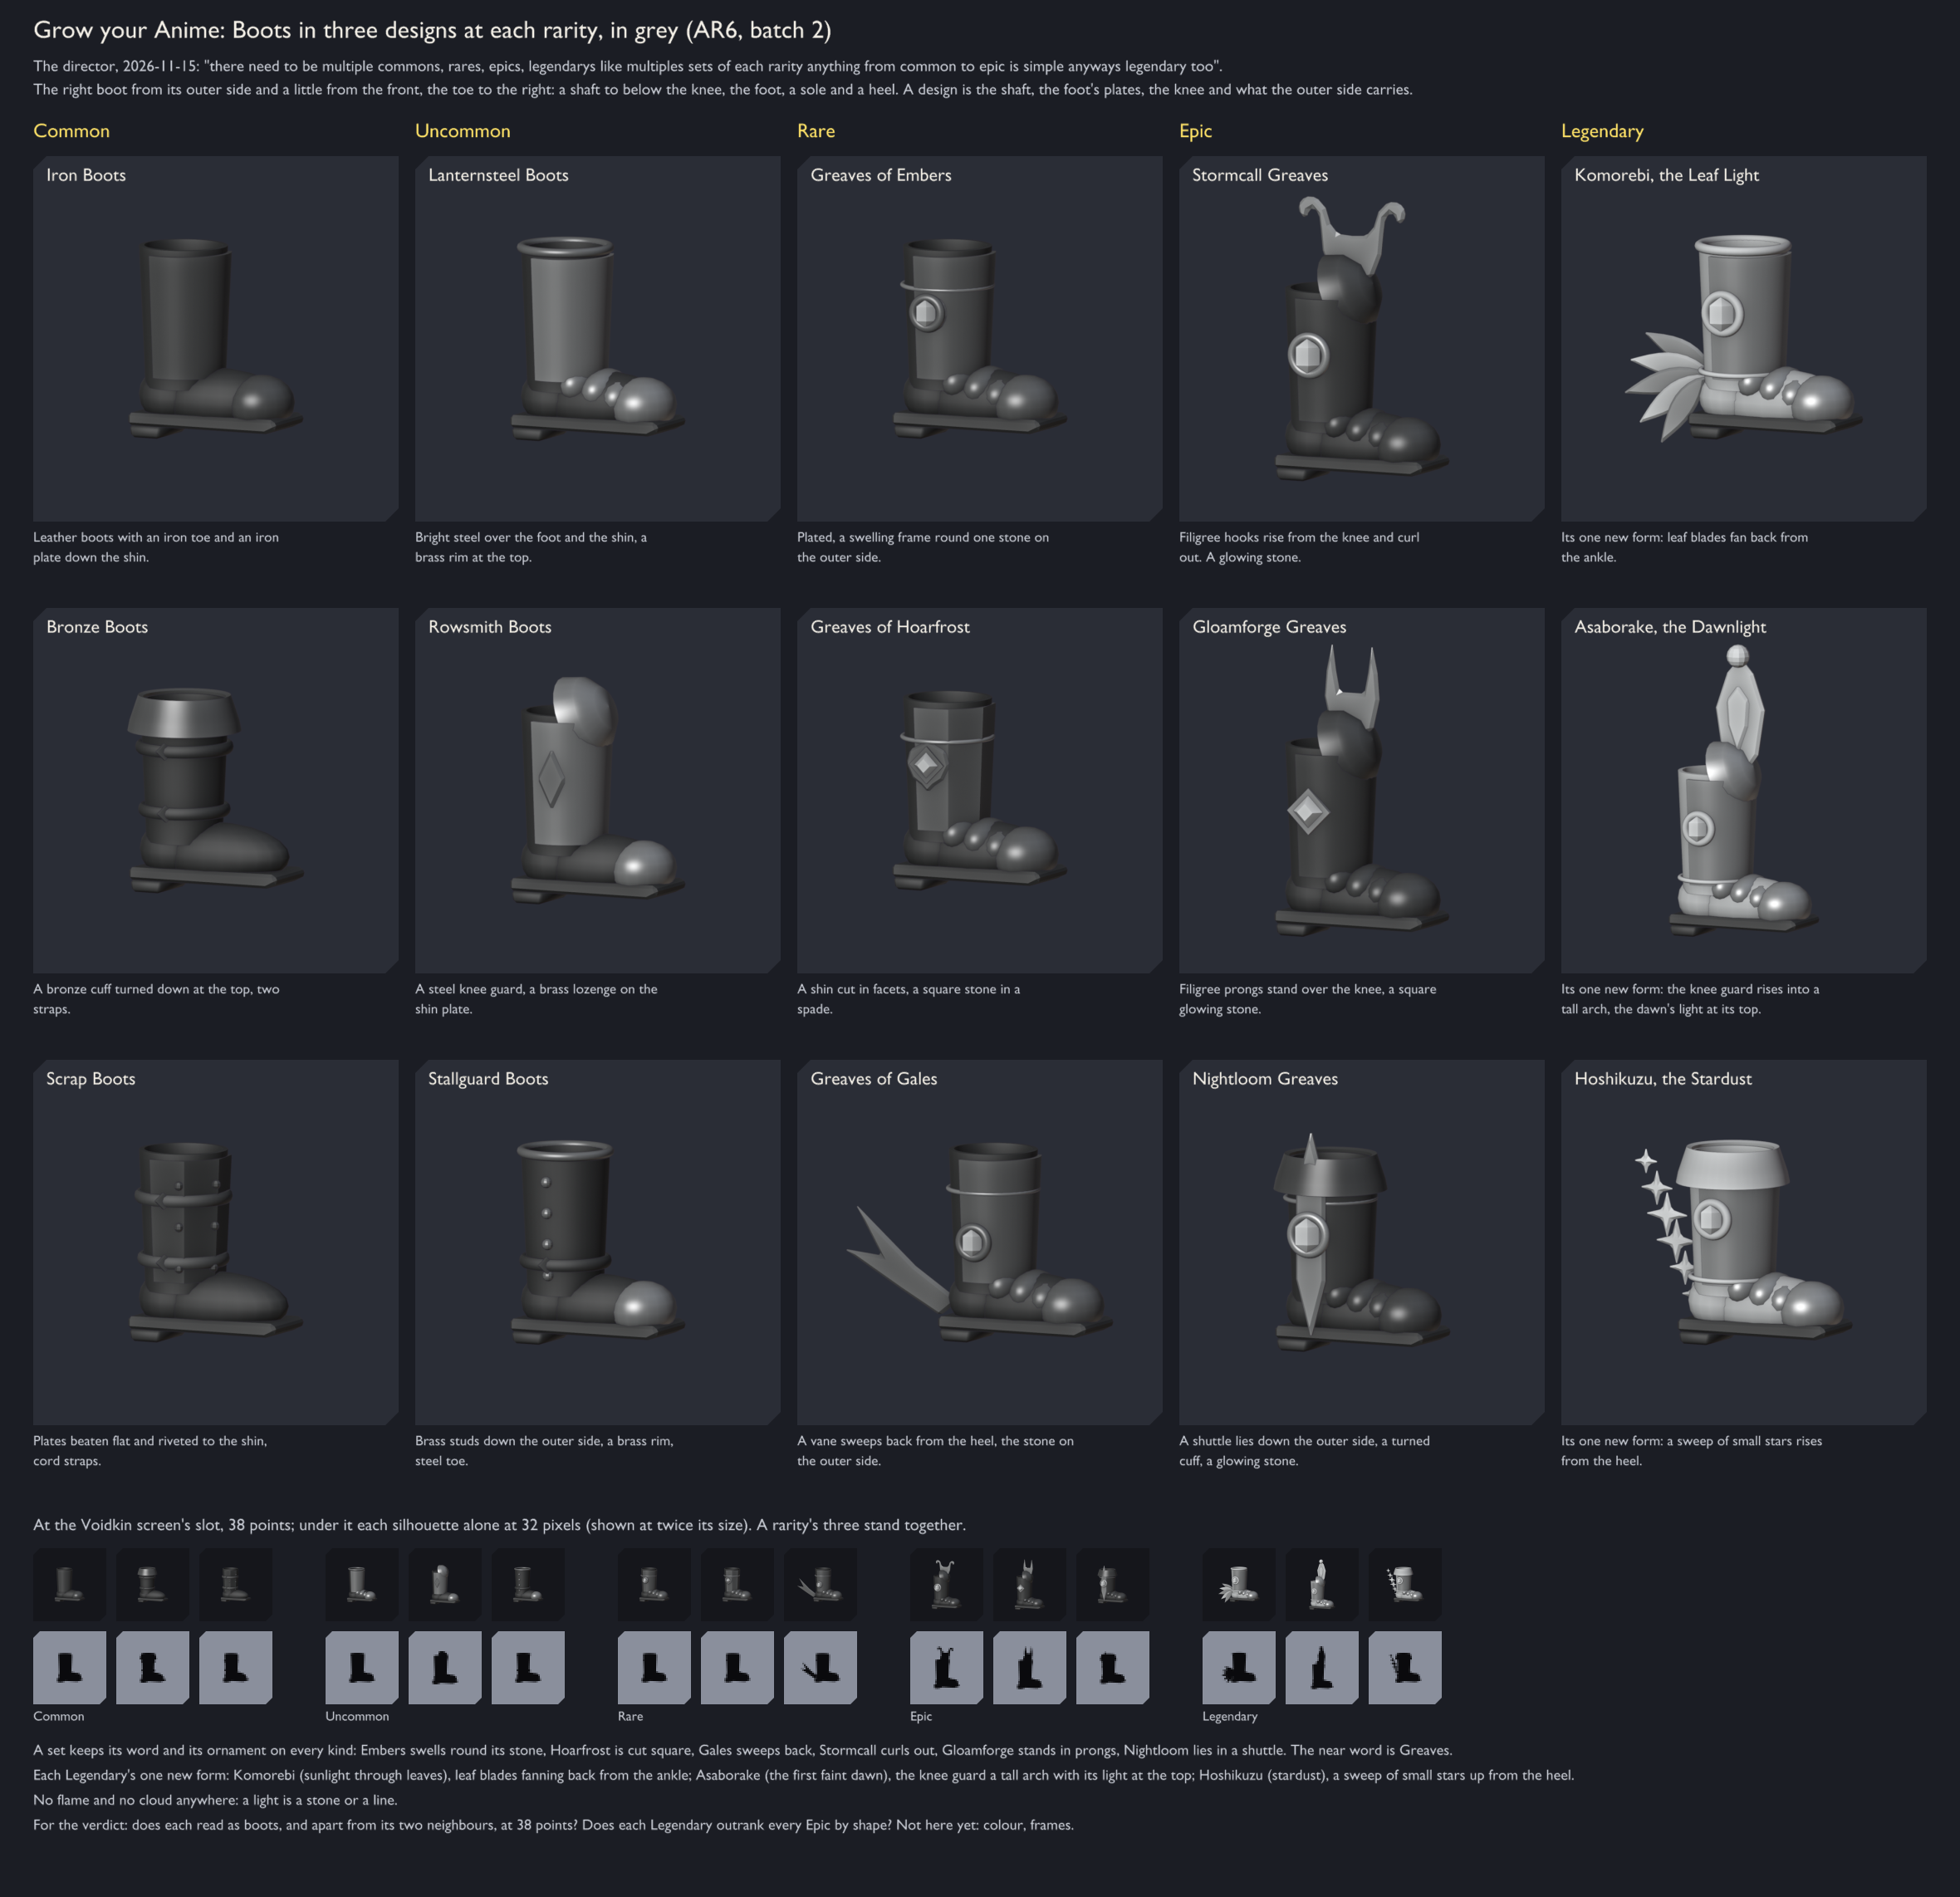 Grow your Anime: Boots in three designs at each rarity, in grey (AR6, batch 2)
The director, 2026-11-15: "there need to be multiple commons, rares, epics, legendarys like multiples sets of each rarity anything from common to epic is simple anyways legendary too".
The right boot from its outer side and a little from the front, the toe to the right: a shaft to below the knee, the foot, a sole and a heel. A design is the shaft, the foot's plates, the knee and what the outer side carries.
Common
Uncommon
Rare
Epic
Legendary
Iron Boots
Lanternsteel Boots
Greaves of Embers
Stormcall Greaves
Komorebi, the Leaf Light
Leather boots with an iron toe and an iron
plate down the shin.
Bright steel over the foot and the shin, a
brass rim at the top.
Plated, a swelling frame round one stone on
the outer side.
Filigree hooks rise from the knee and curl
out. A glowing stone.
Its one new form: leaf blades fan back from
the ankle.
Bronze Boots
Rowsmith Boots
Greaves of Hoarfrost
Gloamforge Greaves
Asaborake, the Dawnlight
A bronze cuff turned down at the top, two
straps.
A steel knee guard, a brass lozenge on the
shin plate.
A shin cut in facets, a square stone in a
spade.
Filigree prongs stand over the knee, a square
glowing stone.
Its one new form: the knee guard rises into a
tall arch, the dawn's light at its top.
Scrap Boots
Stallguard Boots
Greaves of Gales
Nightloom Greaves
Hoshikuzu, the Stardust
Plates beaten flat and riveted to the shin,
cord straps.
Brass studs down the outer side, a brass rim,
steel toe.
A vane sweeps back from the heel, the stone on
the outer side.
A shuttle lies down the outer side, a turned
cuff, a glowing stone.
Its one new form: a sweep of small stars rises
from the heel.
At the Voidkin screen's slot, 38 points; under it each silhouette alone at 32 pixels (shown at twice its size). A rarity's three stand together.
Common
Uncommon
Rare
Epic
Legendary
A set keeps its word and its ornament on every kind: Embers swells round its stone, Hoarfrost is cut square, Gales sweeps back, Stormcall curls out, Gloamforge stands in prongs, Nightloom lies in a shuttle. The near word is Greaves.
Each Legendary's one new form: Komorebi (sunlight through leaves), leaf blades fanning back from the ankle; Asaborake (the first faint dawn), the knee guard a tall arch with its light at the top; Hoshikuzu (stardust), a sweep of small stars up from the heel.
No flame and no cloud anywhere: a light is a stone or a line.
For the verdict: does each read as boots, and apart from its two neighbours, at 38 points? Does each Legendary outrank every Epic by shape? Not here yet: colour, frames.